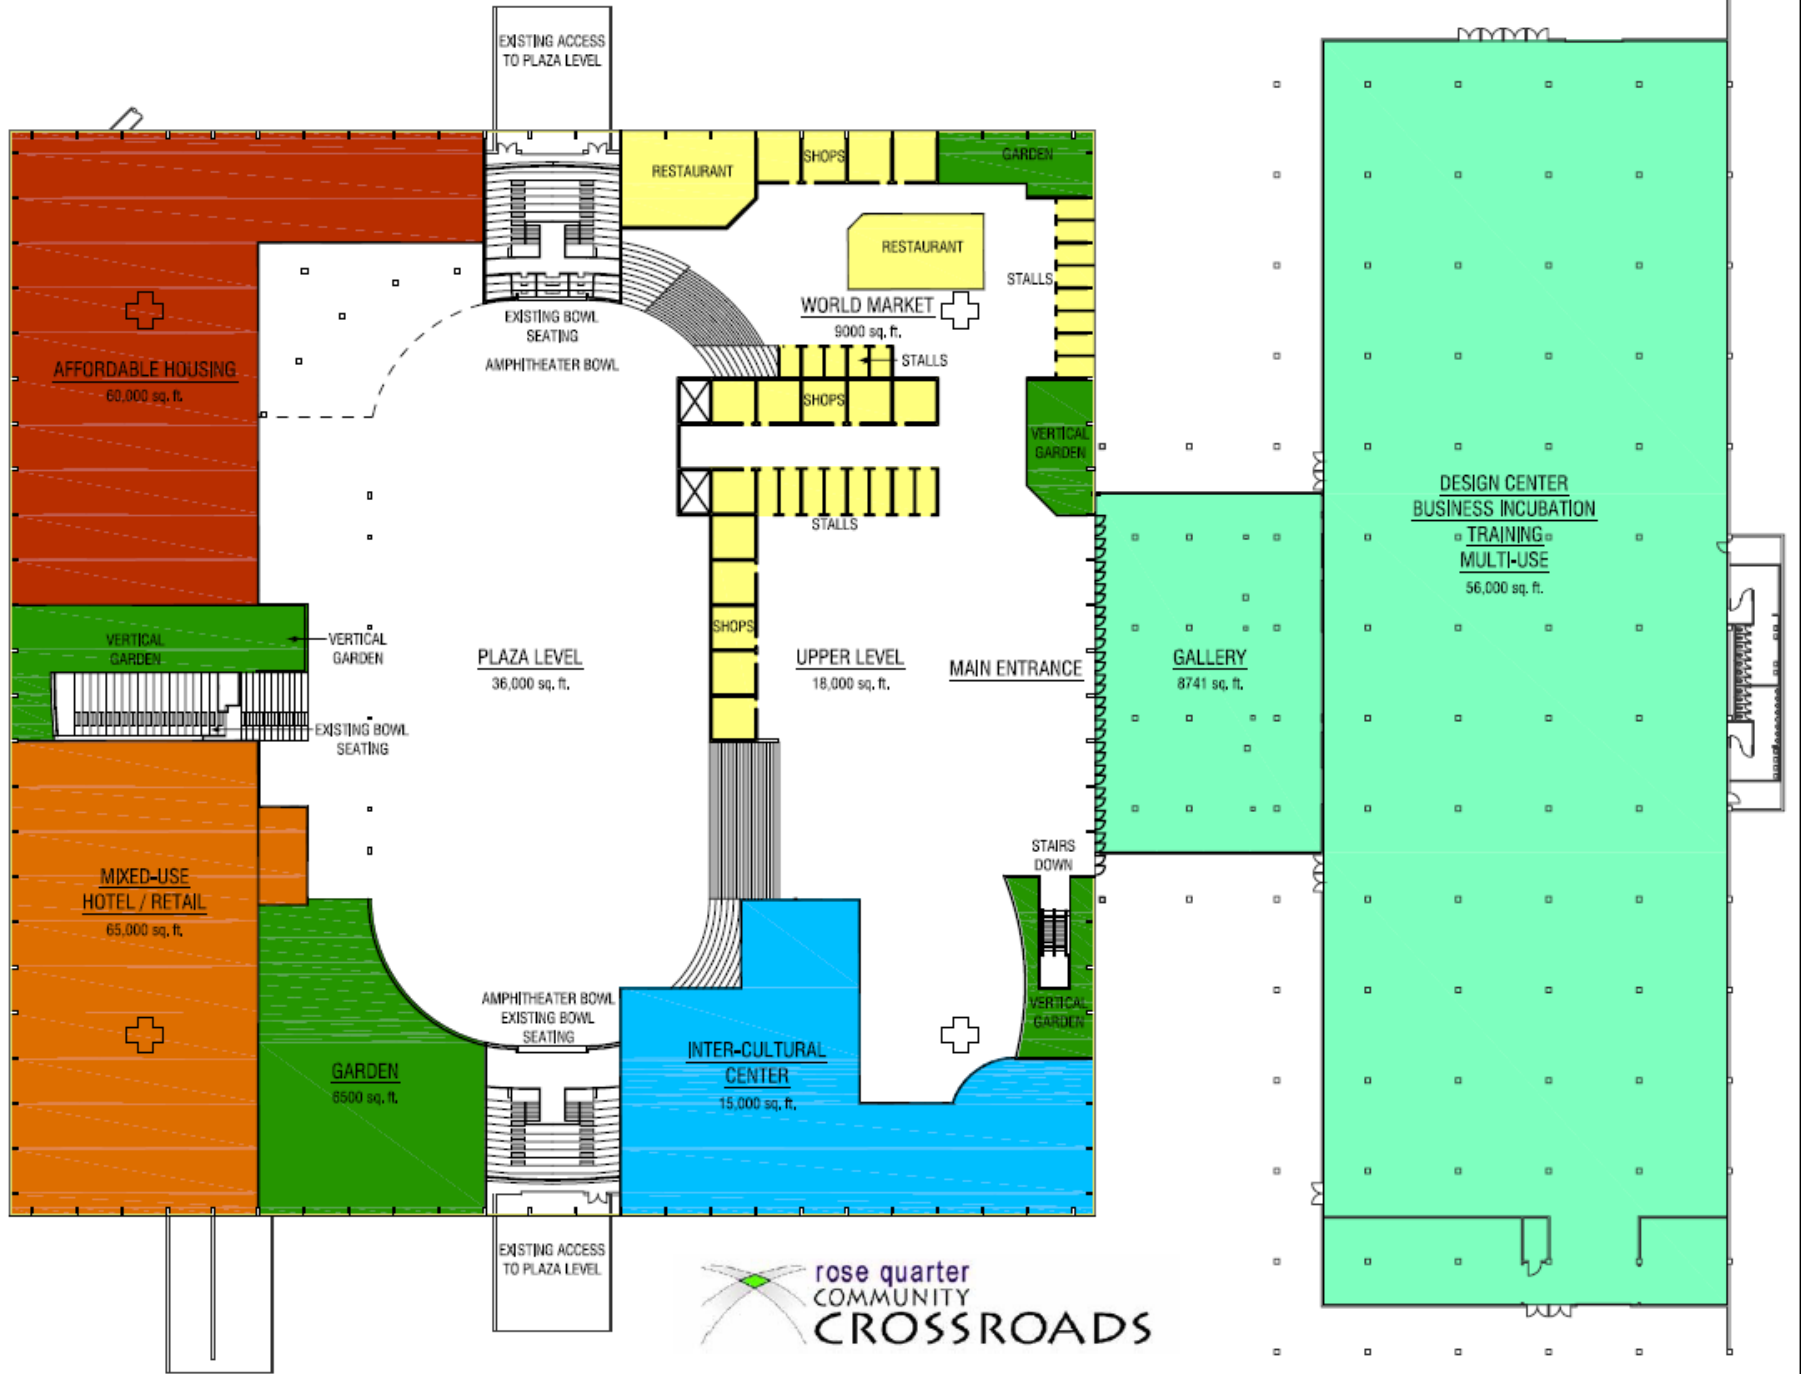 EXISTING ACCESS
TO PLAZA LEVEL
RESTAURANT
SHOPS
GARDEN
RESTAURANT
STALLS
WORLD MARKET
9000 sq. ft.
EXISTING BOWL
SEATING
AMPHITHEATER BOWL
STALLS
SHOPS
AFFORDABLE HOUSING
60,000 sq. ft.
VERTICAL
GARDEN
STALLS
DESIGN CENTER
BUSINESS INCUBATION
TRAINING
MULTI-USE
56,000 sq. ft.
VERTICAL
GARDEN
VERTICAL
GARDEN
SHOPS
PLAZA LEVEL
36,000 sq. ft.
UPPER LEVEL
18,000 sq. ft.
MAIN ENTRANCE
GALLERY
8741 sq. ft.
EXISTING BOWL
SEATING
STAIRS
DOWN
MIXED-USE
HOTEL / RETAIL
65,000 sq. ft.
AMPHITHEATER BOWL
EXISTING BOWL
SEATING
VERTICAL
GARDEN
GARDEN
6500 sq. ft.
INTER-CULTURAL
CENTER
15,000 sq. ft.
EXISTING ACCESS
TO PLAZA LEVEL
rose quarter
COMMUNITY
CROSSROADS